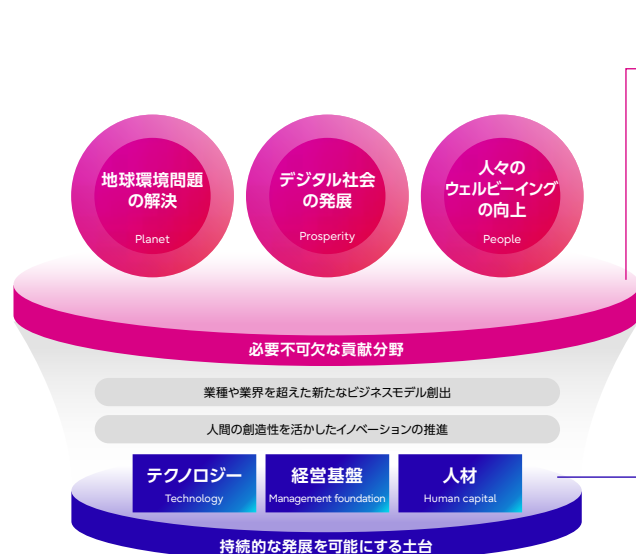 地球環境問題
の解決
Planet
デジタル社会
の発展
Prosperity
人々の
ウェルビーイング
の向上
People
必要不可欠な貢献分野
業種や業界を超えた新たなビジネスモデル創出
人間の創造性を活かしたイノベーションの推進
テクノロジー
Technology
経営基盤
Management foundation
人材
Human capital
持続的な発展を可能にする土台